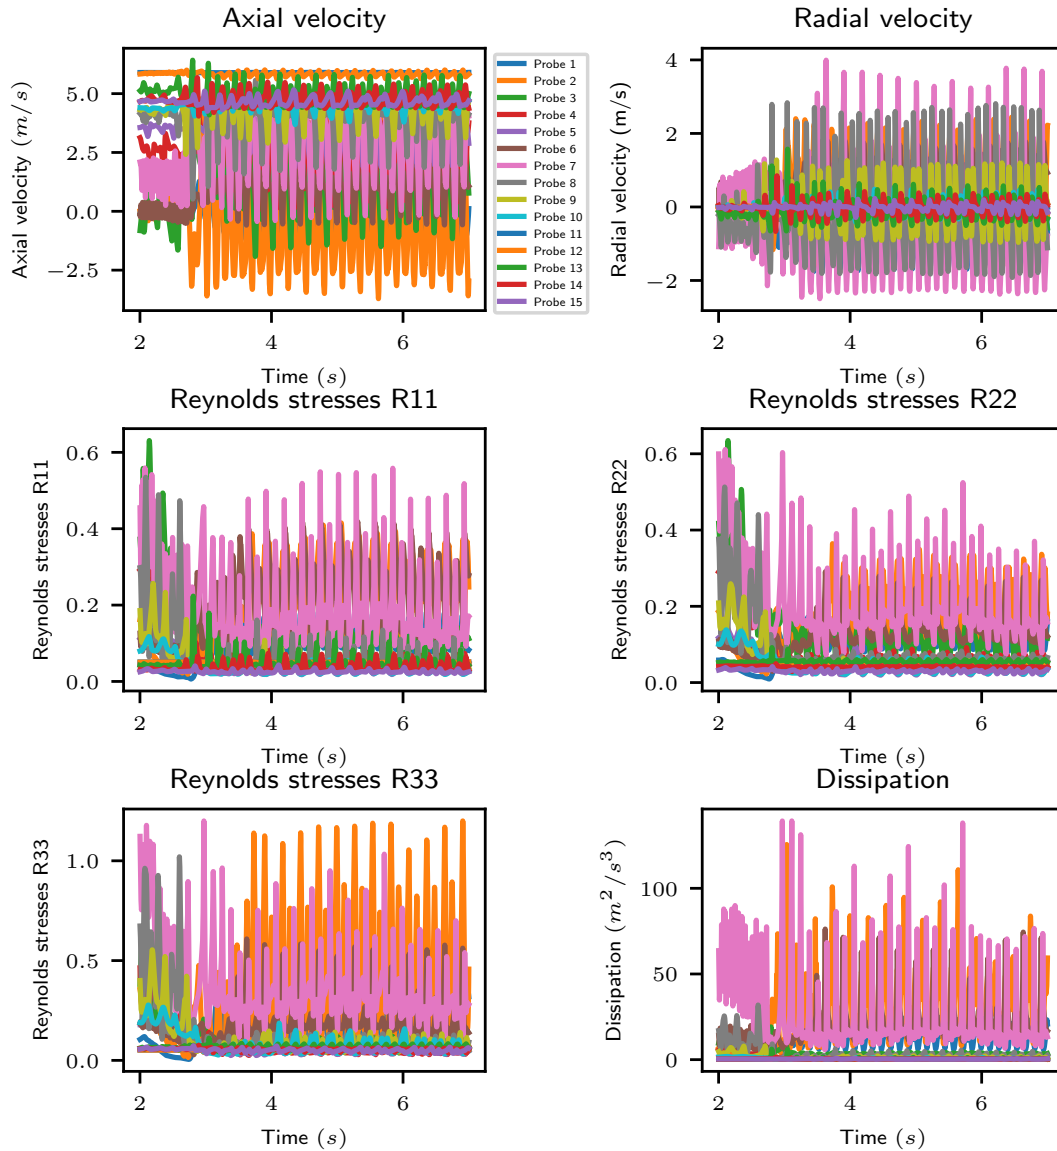 Axial velocity
Axial velocity (m/s)
5.0
2.5
0.0
−2.5
2
4
6
Time (s)
Probe 1
Probe 2
Probe 3
Probe 4
Probe 5
Probe 6
Probe 7
Probe 8
Probe 9
Probe 10
Probe 11
Probe 12
Probe 13
Probe 14
Probe 15
Radial velocity
Radial velocity (m/s)
4
2
0
−2
2
4
6
Time (s)
Reynolds stresses R11
Reynolds stresses R11
0.6
0.4
0.2
0.0
2
4
6
Time (s)
Reynolds stresses R22
Reynolds stresses R22
0.6
0.4
0.2
0.0
2
4
6
Time (s)
Reynolds stresses R33
Reynolds stresses R33
1.0
0.5
0.0
2
4
6
Time (s)
Dissipation
Dissipation (m²/s³)
100
50
0
2
4
6
Time (s)